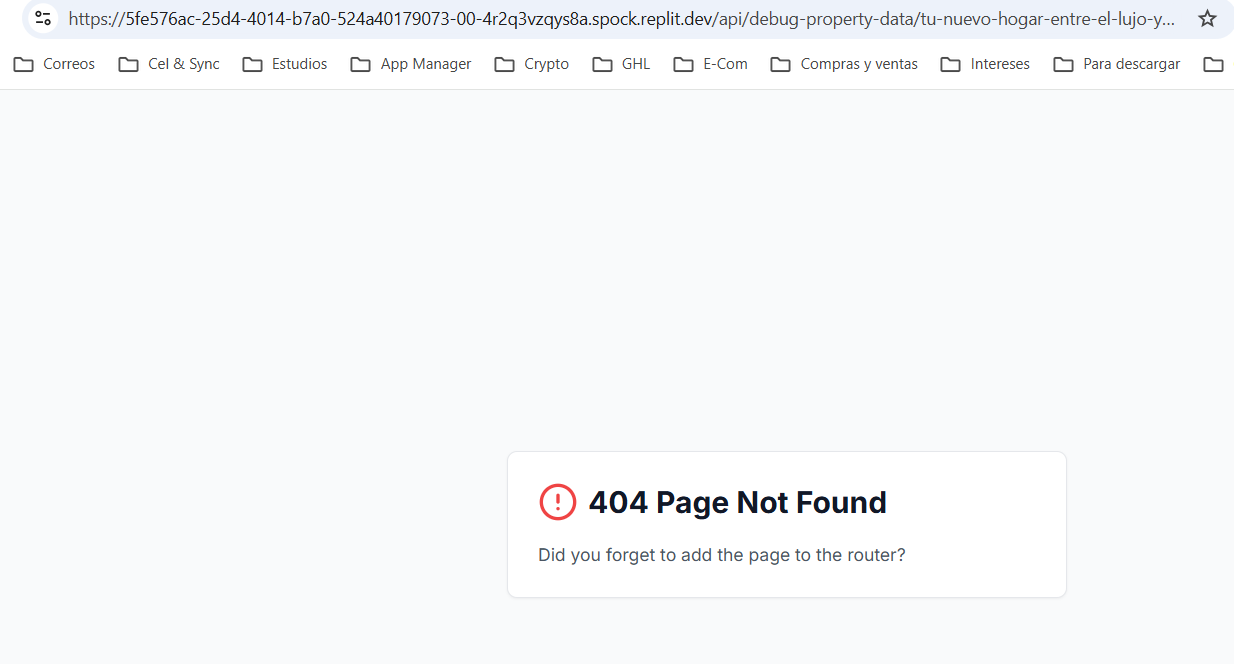 https://5fe576ac-25d4-4014-b7a0-524a40179073-00-4r2q3vzqys8a.spock.replit.dev/api/debug-property-data/tu-nuevo-hogar-entre-el-lujo-y...
Correos Cel & Sync Estudios App Manager Crypto GHL E-Com Compras y ventas Intereses Para descargar
404 Page Not Found
Did you forget to add the page to the router?